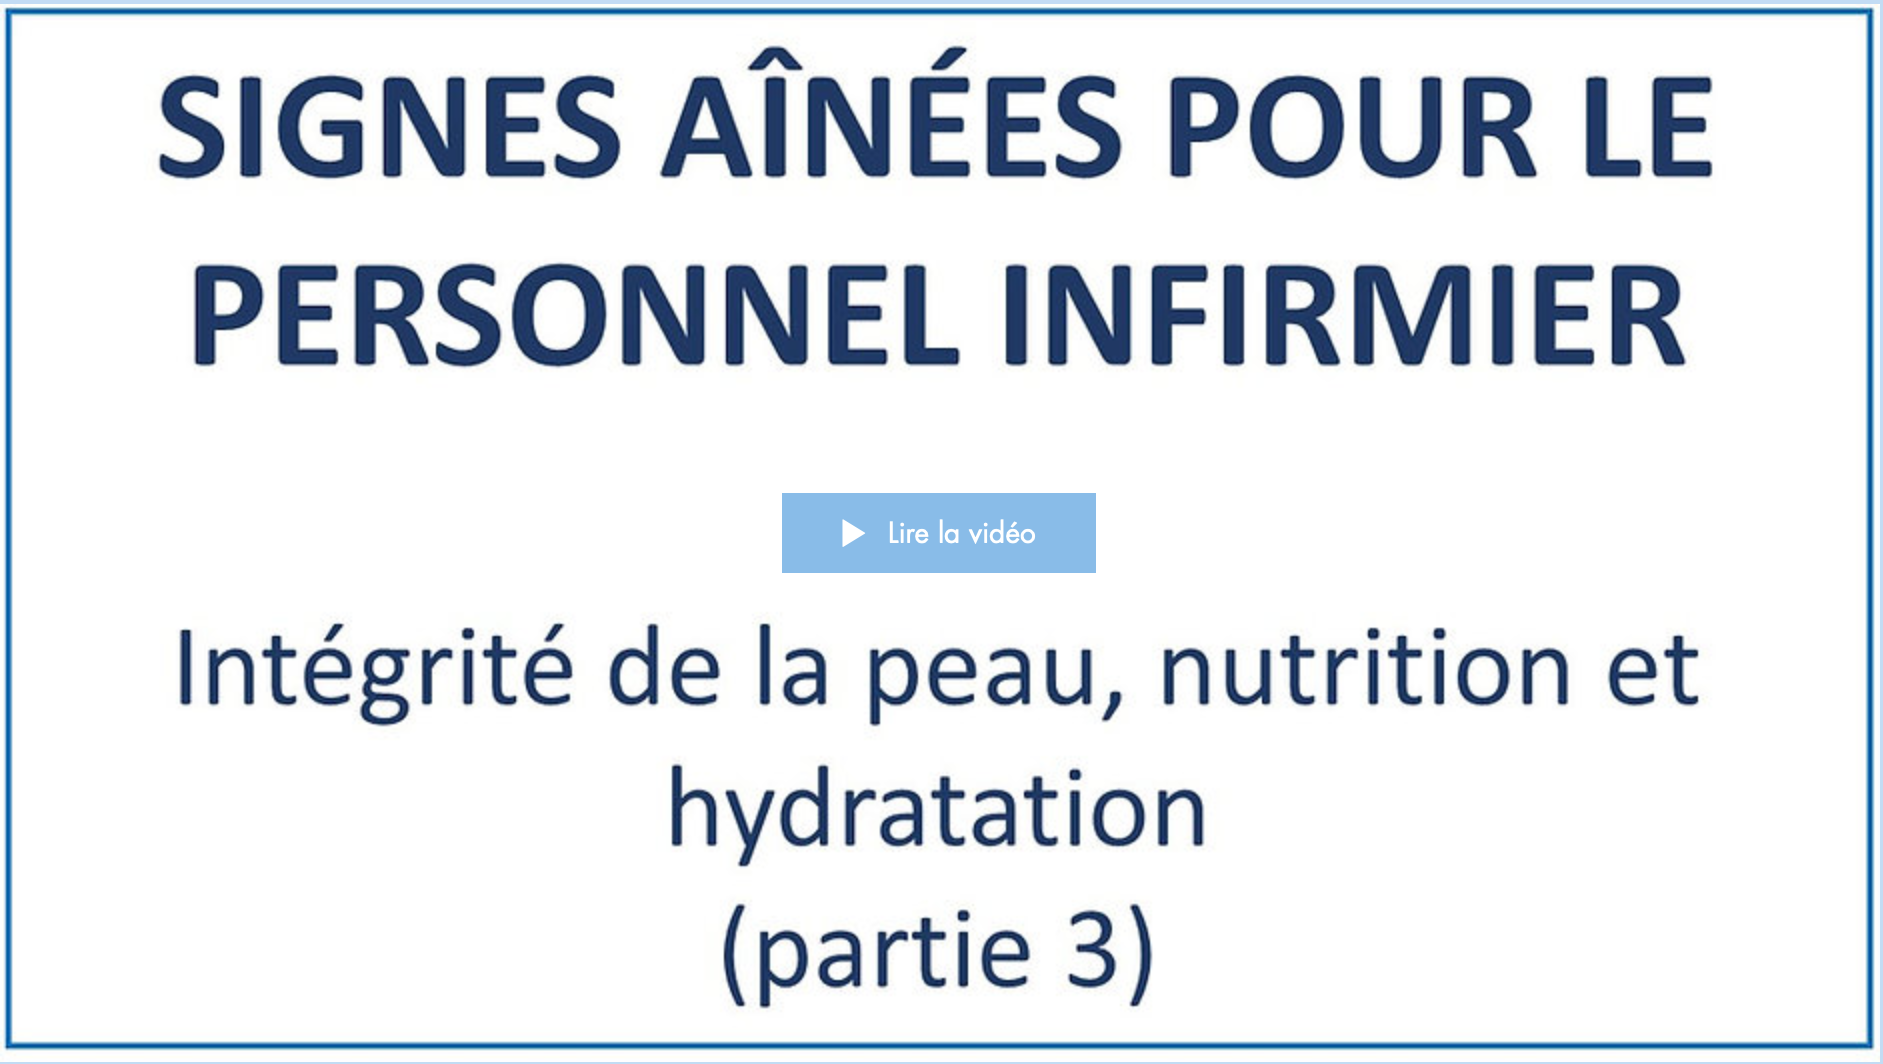 SIGNES AÎNÉES POUR LE
PERSONNEL INFIRMIER
Lire la vidéo
Intégrité de la peau, nutrition et
hydratation
(partie 3)